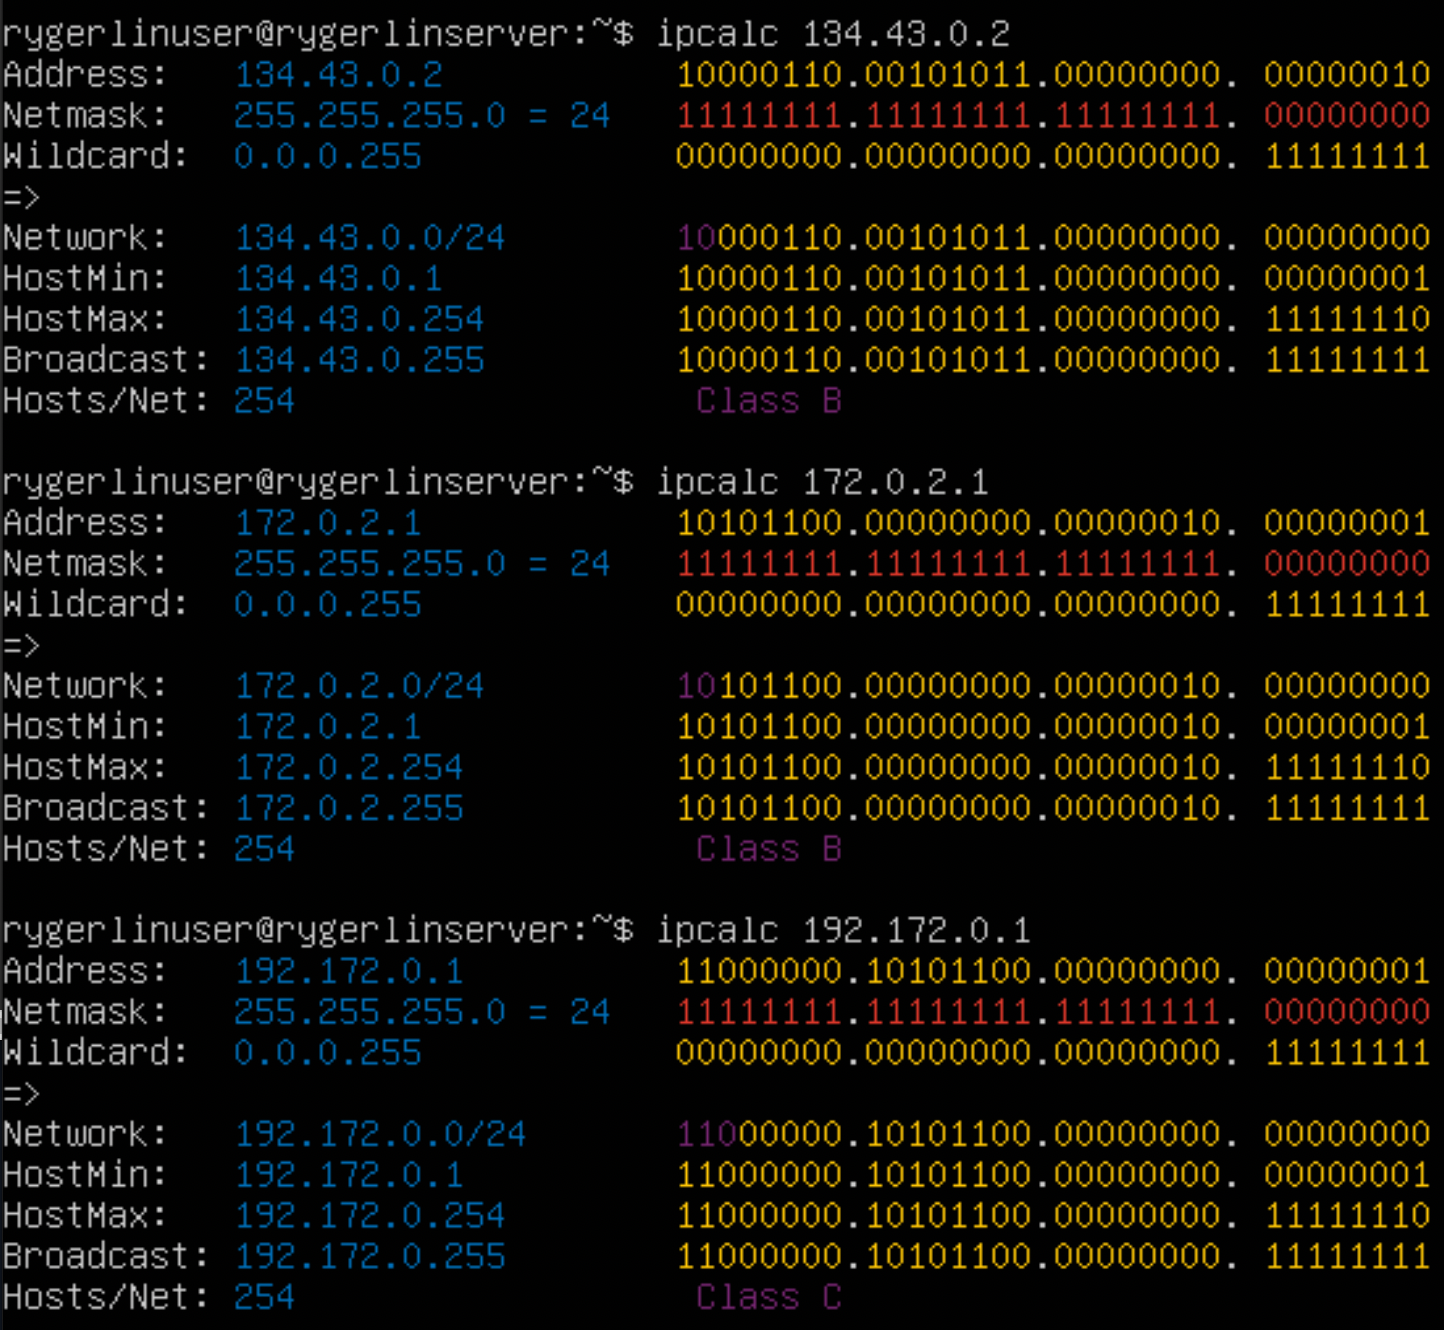 rygerlinuser@rygerlinserver:~$ ipcalc 134.43.0.2
Address:   134.43.0.2           10000110.00101011.00000000. 00000010
Netmask:   255.255.255.0 = 24   11111111.11111111.11111111. 00000000
Wildcard:  0.0.0.255            00000000.00000000.00000000. 11111111
=>
Network:   134.43.0.0/24        10000110.00101011.00000000. 00000000
HostMin:   134.43.0.1           10000110.00101011.00000000. 00000001
HostMax:   134.43.0.254         10000110.00101011.00000000. 11111110
Broadcast: 134.43.0.255         10000110.00101011.00000000. 11111111
Hosts/Net: 254                   Class B
rygerlinuser@rygerlinserver:~$ ipcalc 172.0.2.1
Address:   172.0.2.1            10101100.00000000.00000010. 00000001
Netmask:   255.255.255.0 = 24   11111111.11111111.11111111. 00000000
Wildcard:  0.0.0.255            00000000.00000000.00000000. 11111111
=>
Network:   172.0.2.0/24         10101100.00000000.00000010. 00000000
HostMin:   172.0.2.1            10101100.00000000.00000010. 00000001
HostMax:   172.0.2.254          10101100.00000000.00000010. 11111110
Broadcast: 172.0.2.255          10101100.00000000.00000010. 11111111
Hosts/Net: 254                   Class B
rygerlinuser@rygerlinserver:~$ ipcalc 192.172.0.1
Address:   192.172.0.1          11000000.10101100.00000000. 00000001
Netmask:   255.255.255.0 = 24   11111111.11111111.11111111. 00000000
Wildcard:  0.0.0.255            00000000.00000000.00000000. 11111111
=>
Network:   192.172.0.0/24       11000000.10101100.00000000. 00000000
HostMin:   192.172.0.1          11000000.10101100.00000000. 00000001
HostMax:   192.172.0.254        11000000.10101100.00000000. 11111110
Broadcast: 192.172.0.255        11000000.10101100.00000000. 11111111
Hosts/Net: 254                   Class C